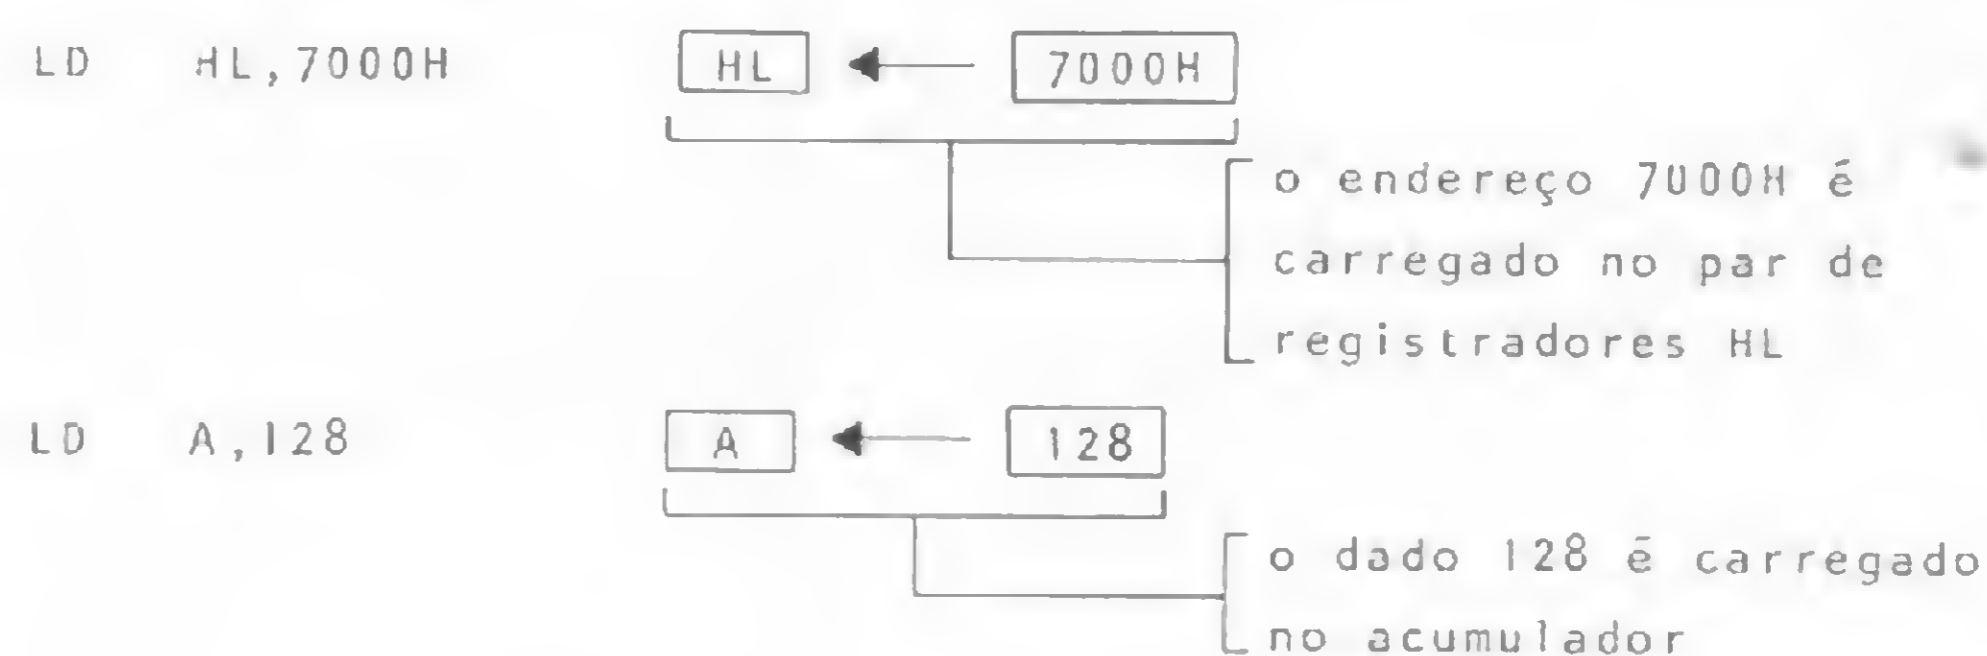 LD HL,7000H HL 7000H
o endereço 7000H é
carregado no par de
registradores HL
LD A,128 A 128
o dado 128 é carregado
no acumulador